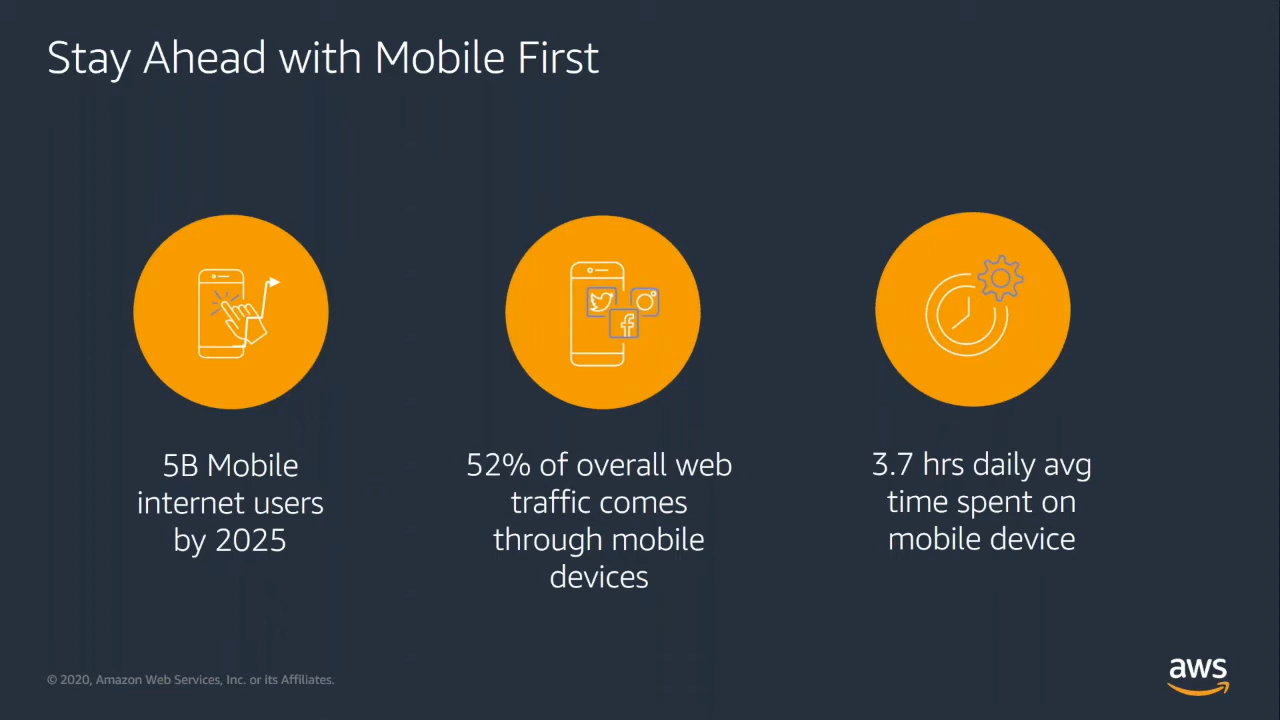 Stay Ahead with Mobile First
5B Mobile
internet users
by 2025
52% of overall web
traffic comes
through mobile
devices
3.7 hrs daily avg
time spent on
mobile device
© 2020, Amazon Web Services, Inc. or its Affiliates.
aws